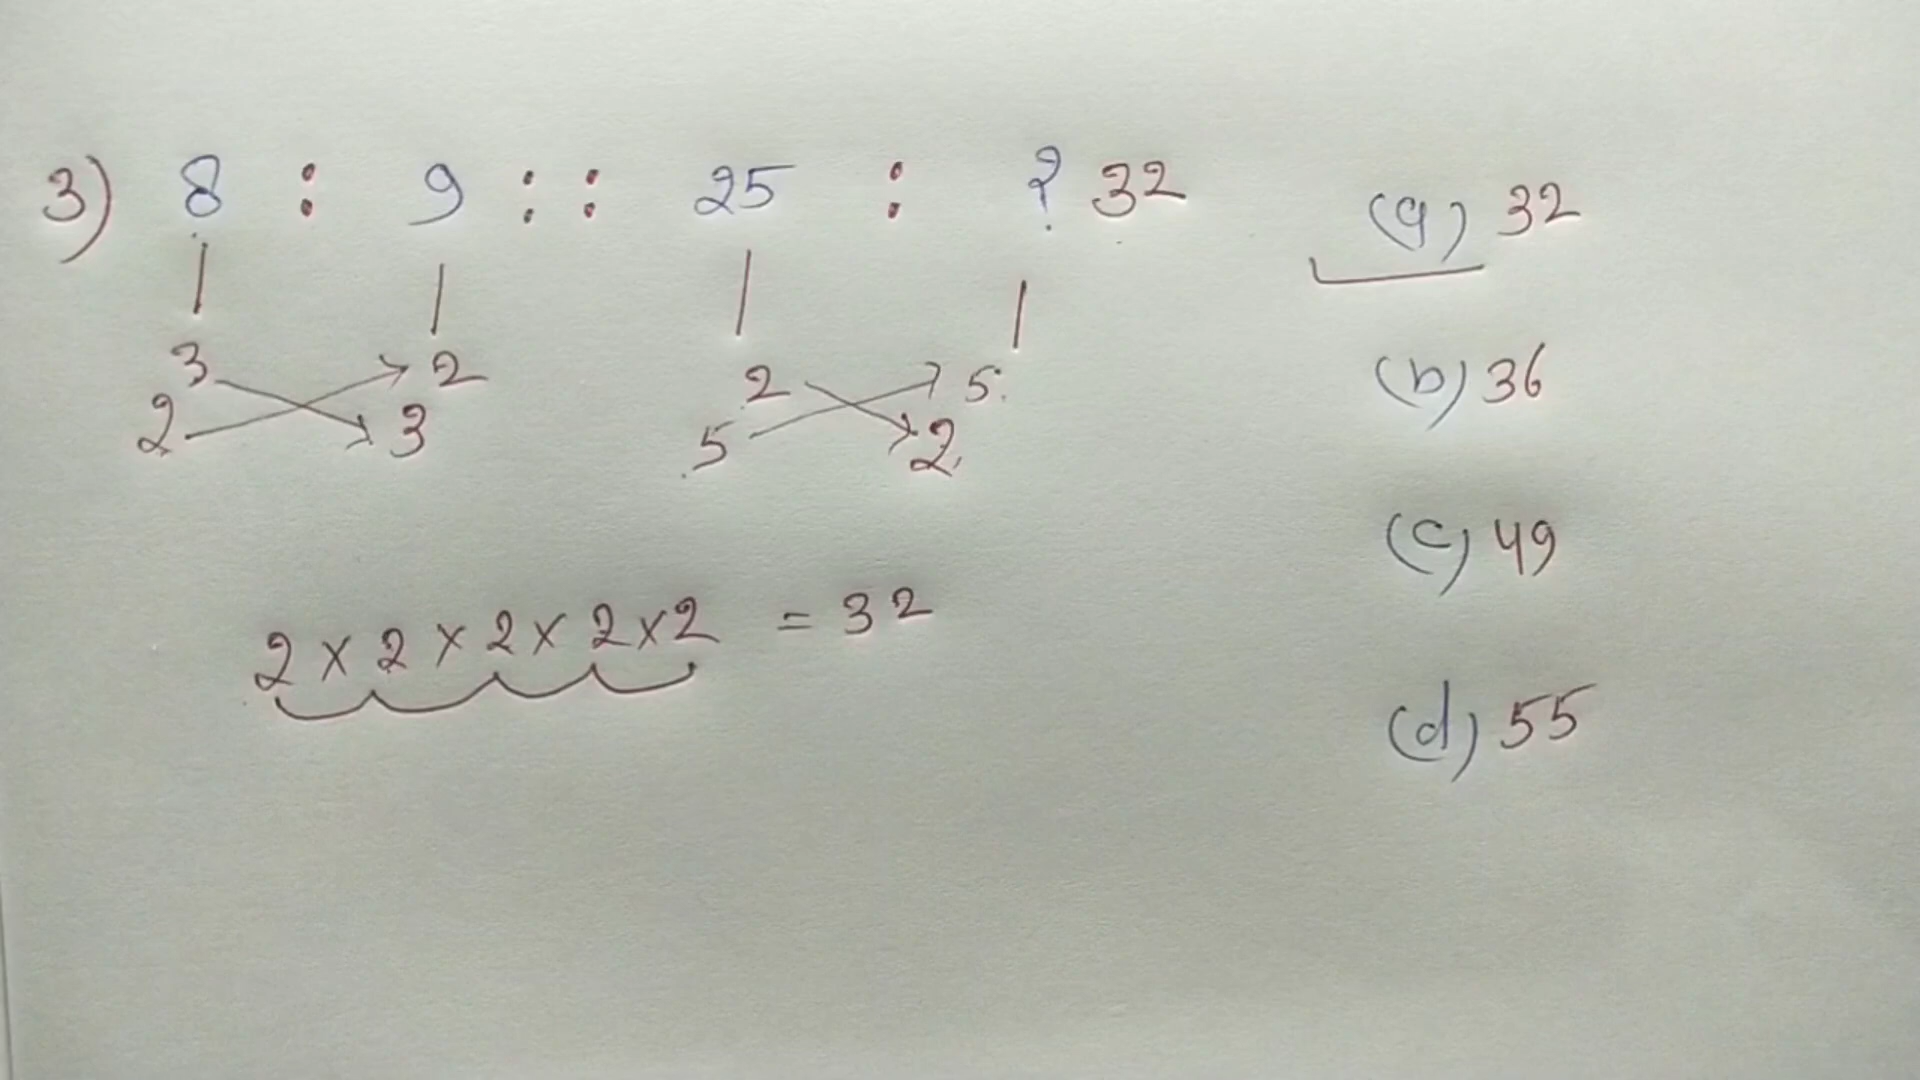 3) 8 : 9 : : 25 : ? 32
(a) 32
3 2 2 5
2 3 5 2
(b) 36
(c) 49
2 x 2 x 2 x 2 x 2 = 32
(d) 55